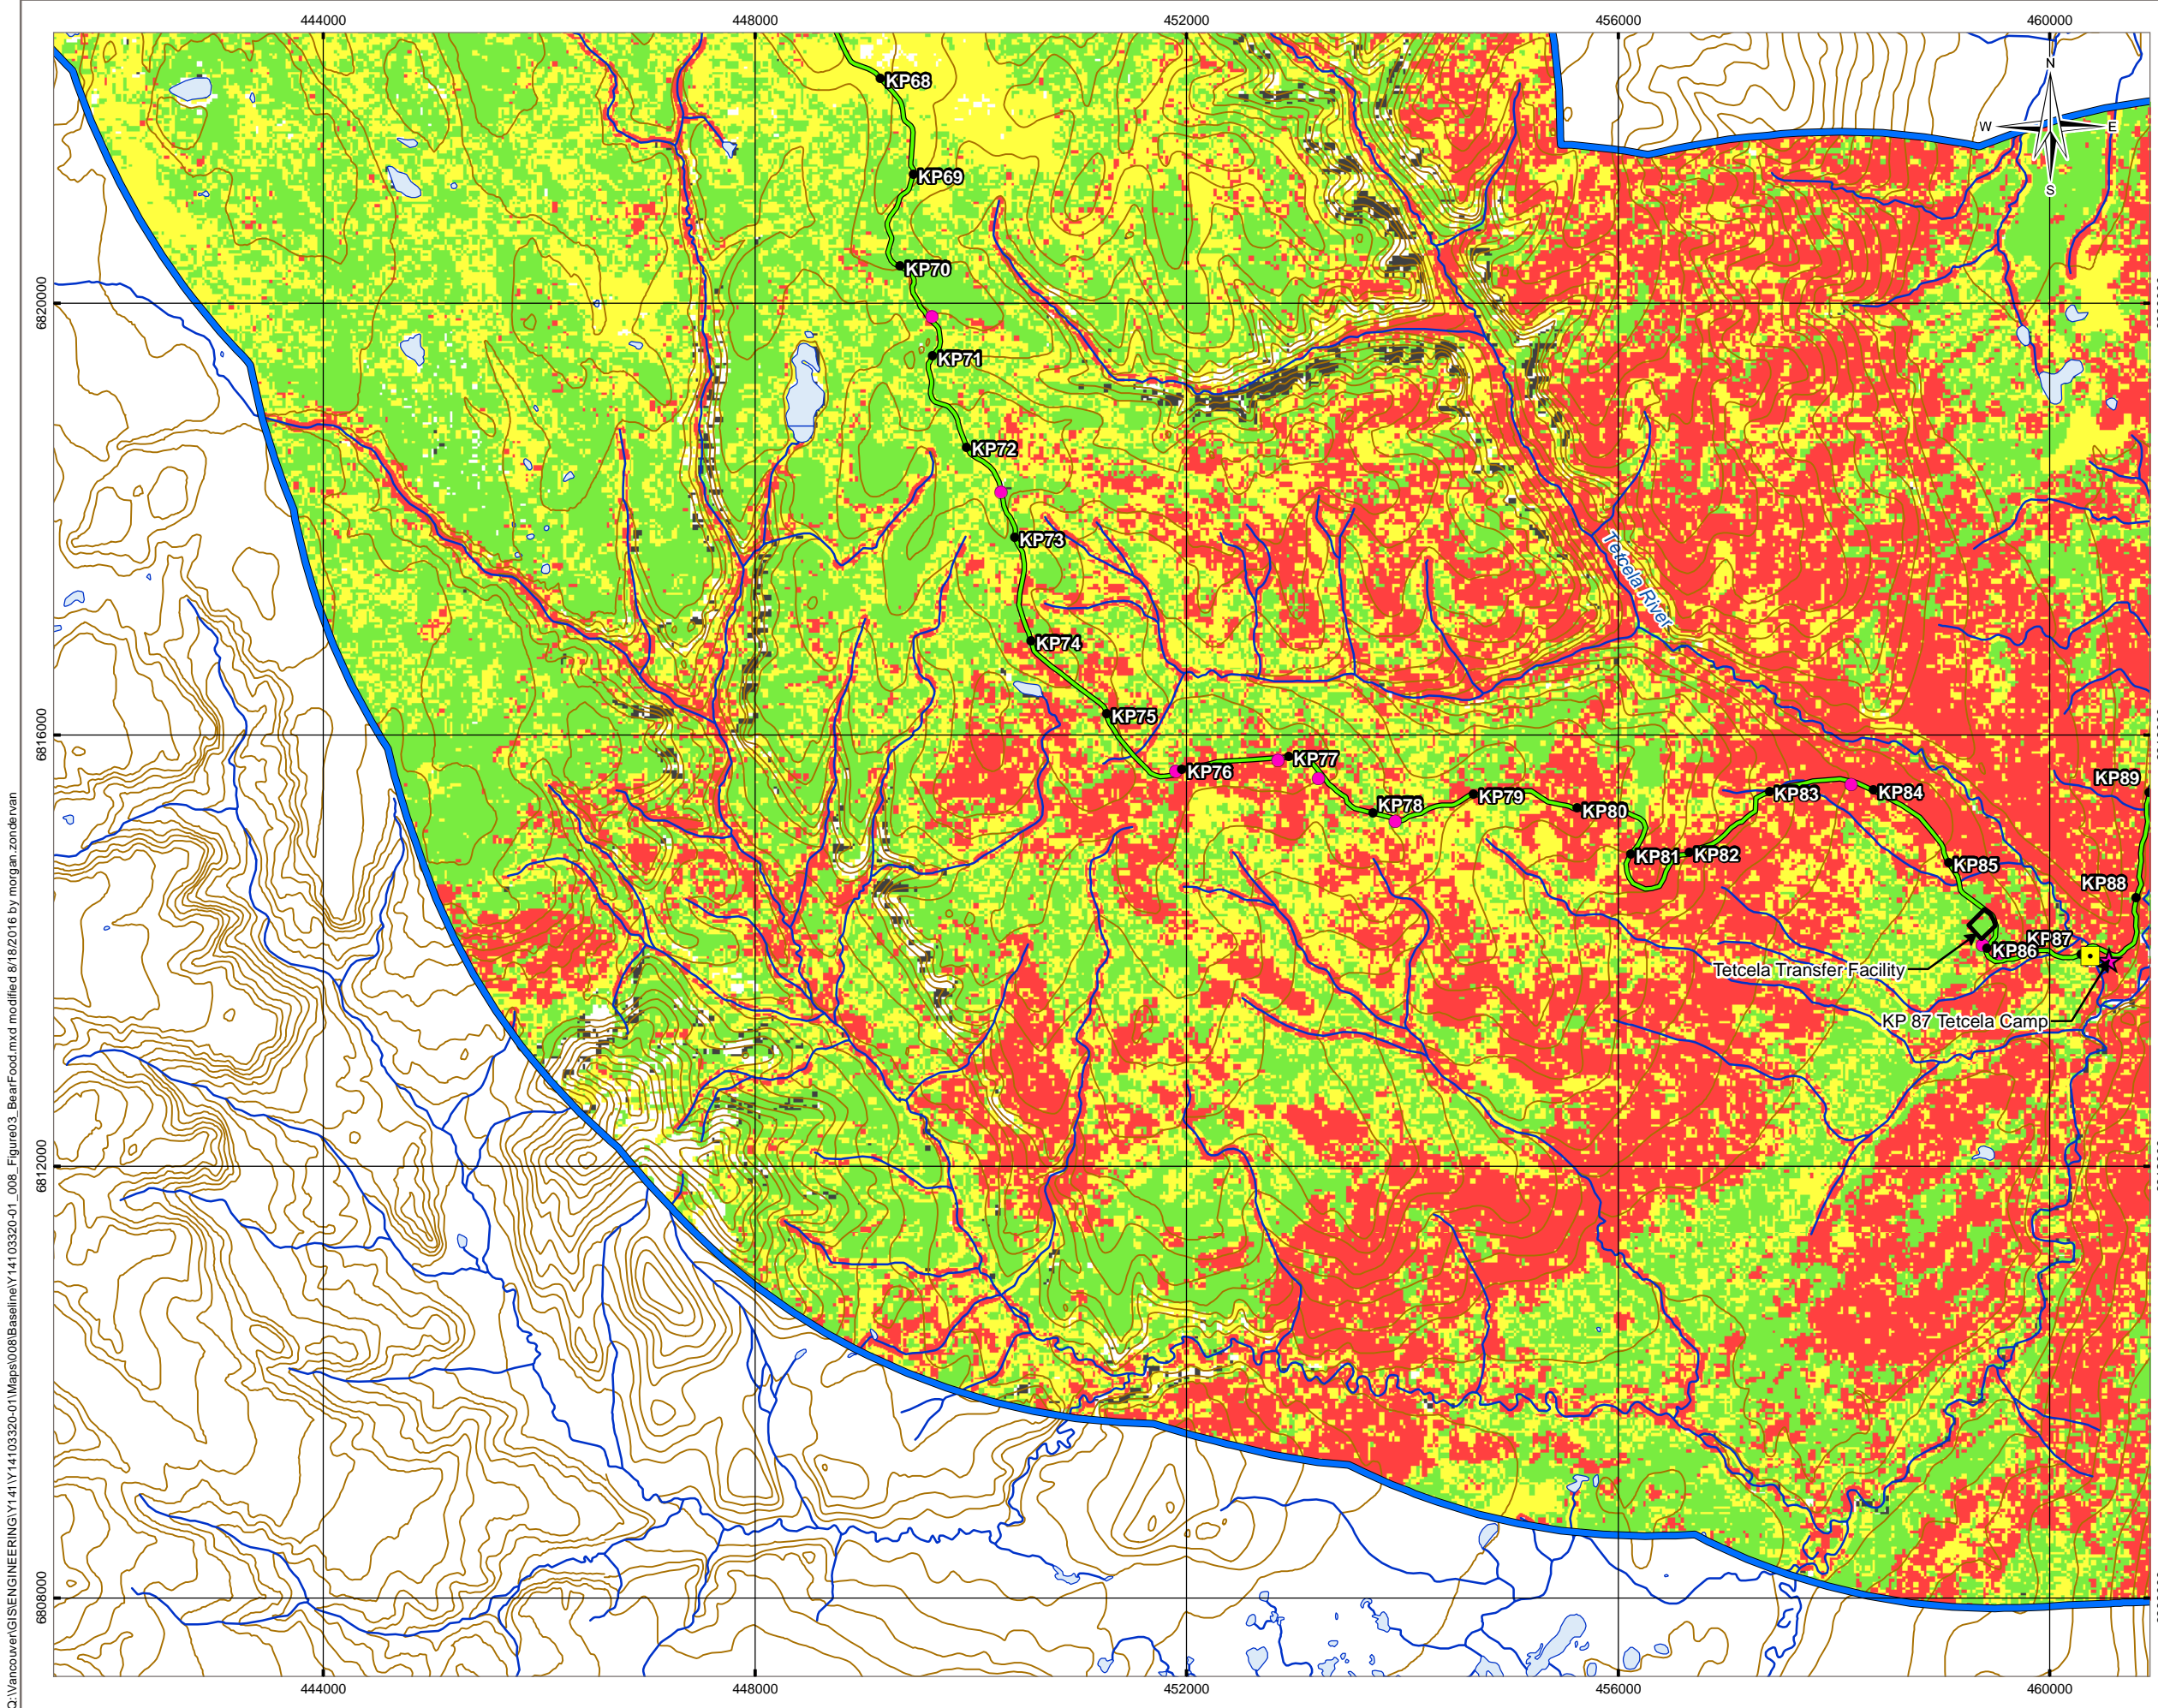 444000
448000
452000
456000
460000
N
W
E
S
KP68
KP69
KP70
6820000
KP71
KP72
KP73
Tetcela River
KP74
KP75
6816000
KP76
KP77
KP78
KP79
KP80
KP81
KP82
KP83
KP84
KP85
KP89
KP88
KP87
KP86
Tetcela Transfer Facility
KP 87 Tetcela Camp
6812000
6808000
Q:\Vancouver\GIS\ENGINEERING\Y141\Y14103320-01\Maps\008\Baseline\Y14103320-01_008_Figure03_BearFood.mxd modified 8/18/2016 by morgan.zondervan
444000
448000
452000
456000
460000